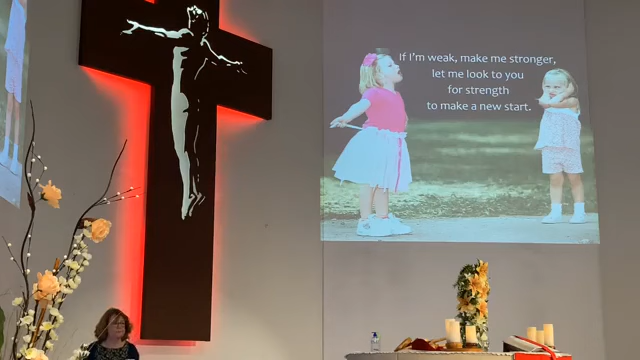 If I'm weak, make me stronger,
let me look to you
for strength
to make a new start.